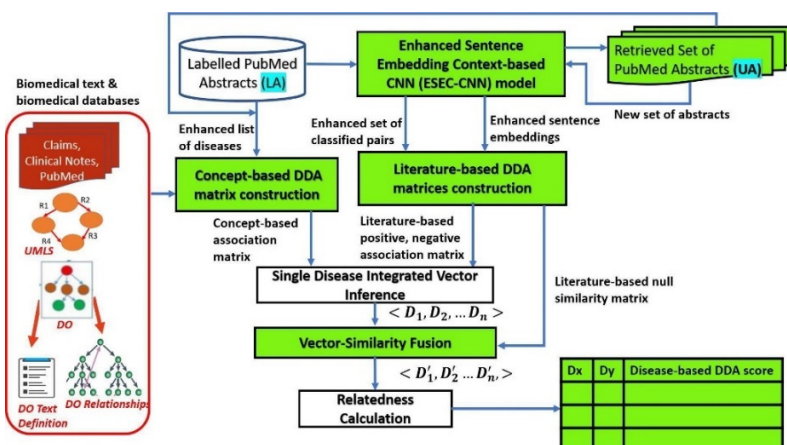 Biomedical text &
biomedical databases
Claims,
Clinical Notes,
PubMed
R1
R2
R4
R3
UMLS
DO
DO Text
Definition
DO Relationships
Labelled PubMed
Abstracts (LA)
Enhanced Sentence
Embedding Context-based
CNN (ESEC-CNN) model
Retrieved Set of
PubMed Abstracts (UA)
New set of abstracts
Enhanced list
of diseases
Enhanced set of
classified pairs
Enhanced sentence
embeddings
Concept-based DDA
matrix construction
Literature-based DDA
matrices construction
Concept-based
association
matrix
Literature-based
positive, negative
association matrix
Literature-based null
similarity matrix
Single Disease Integrated Vector
Inference
< D₁, D₂, ... Dₙ >
Vector-Similarity Fusion
< D′₁, D′₂ ... D′ₙ, >
Relatedness
Calculation
Dx Dy Disease-based DDA score